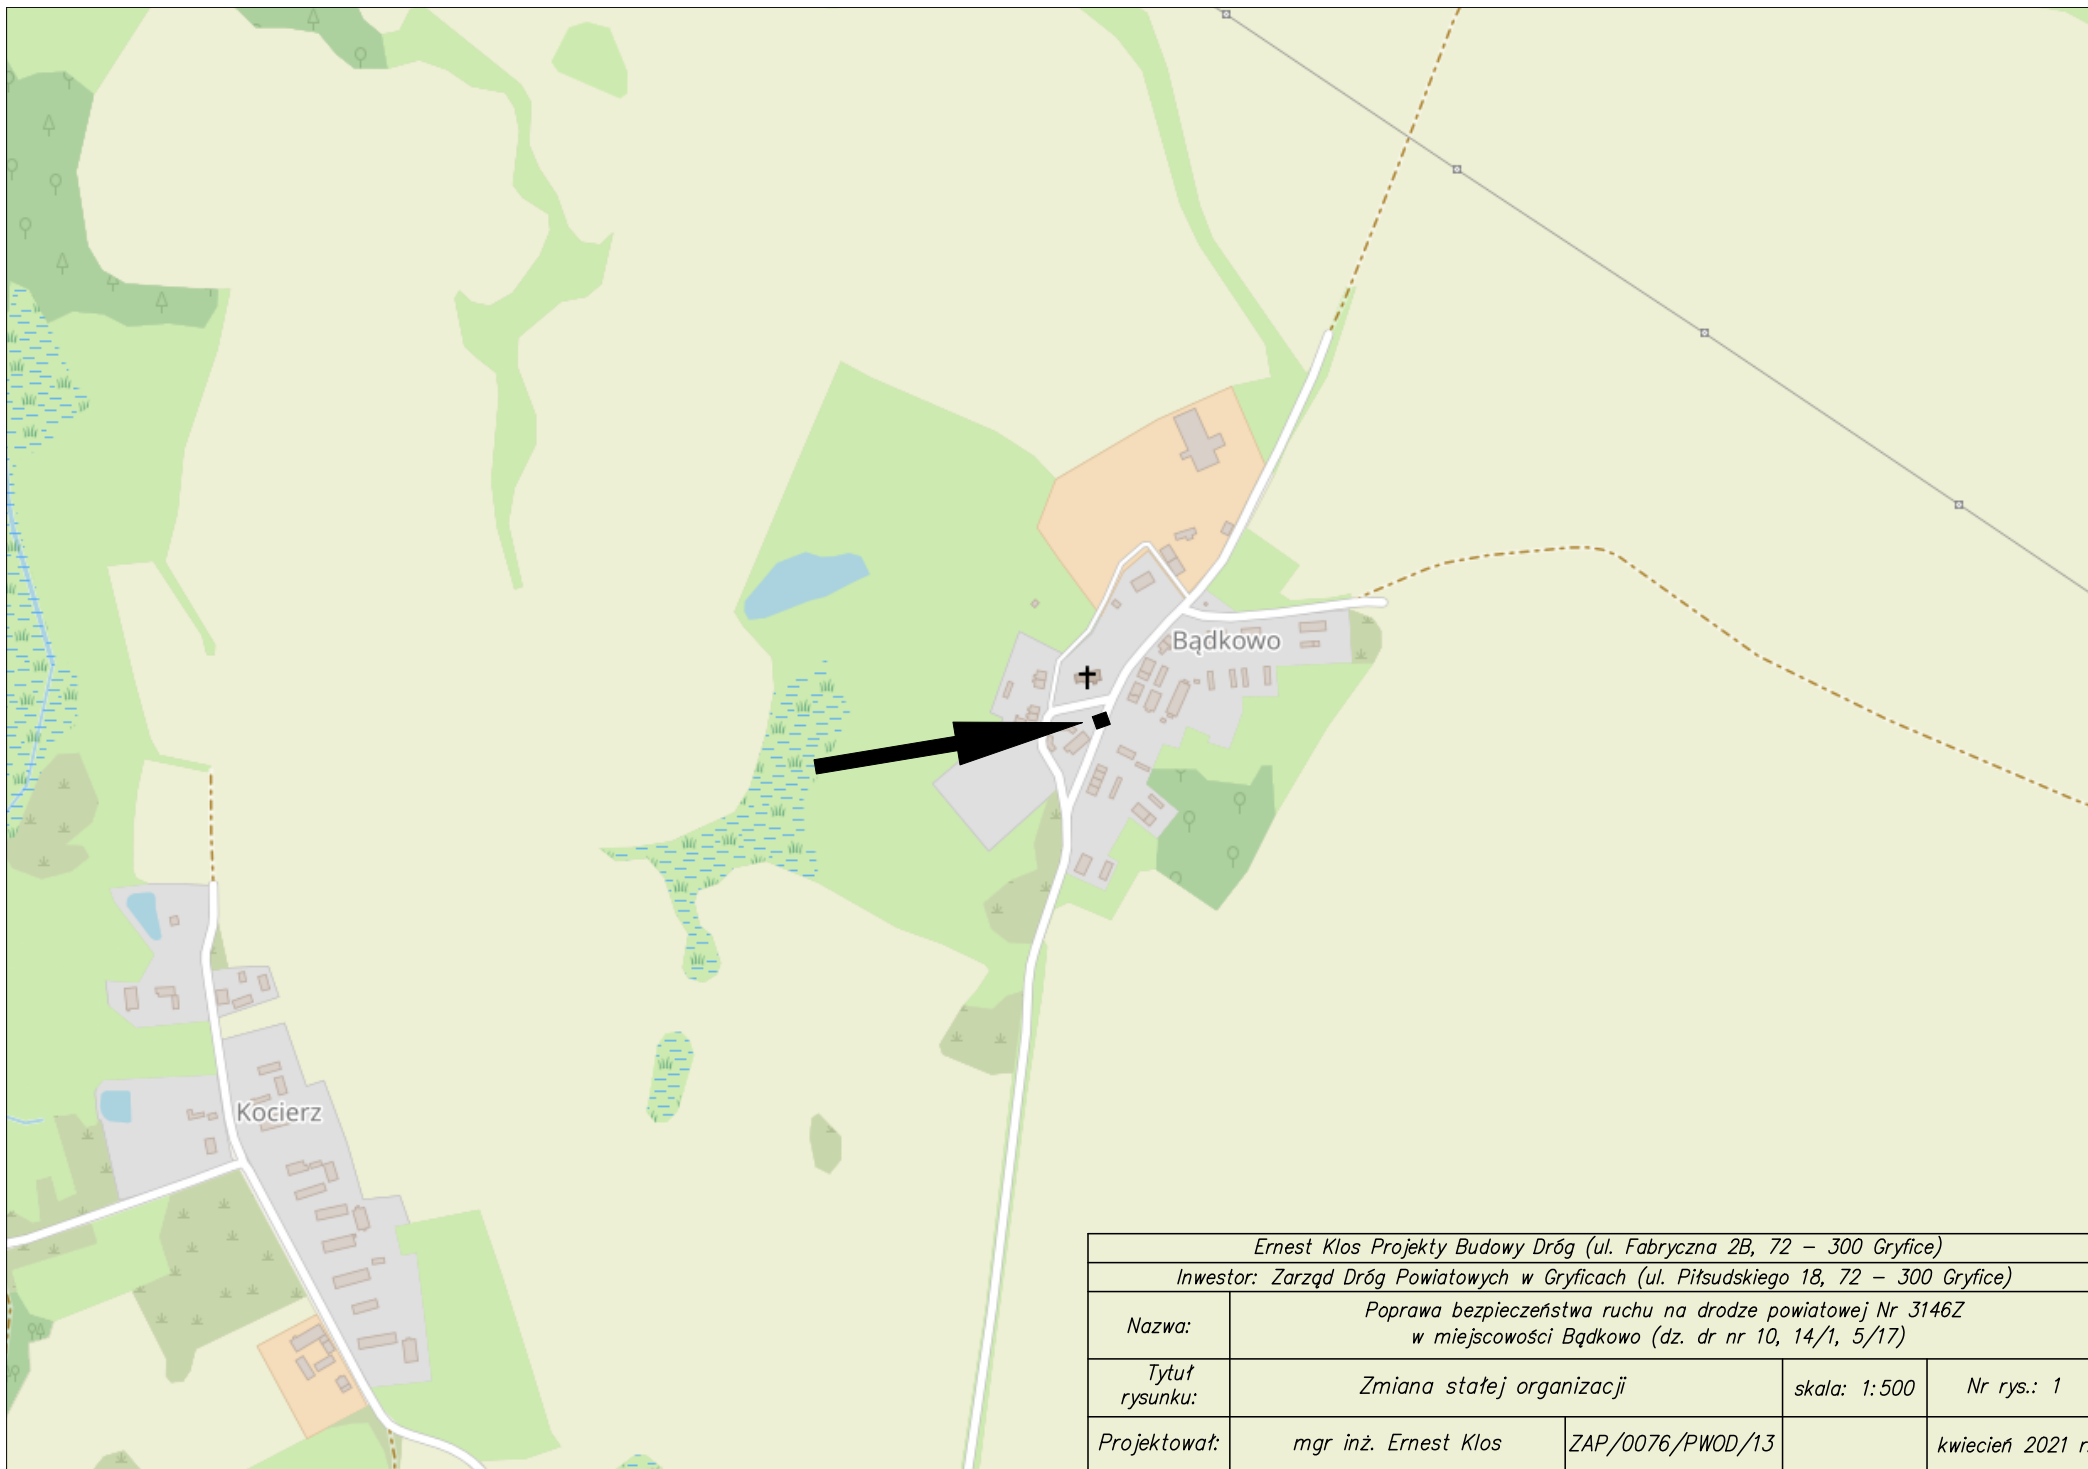 Bądkowo
Kocierz
Ernest Klos Projekty Budowy Dróg (ul. Fabryczna 2B, 72 - 300 Gryfice)
Inwestor: Zarząd Dróg Powiatowych w Gryficach (ul. Piłsudskiego 18, 72 - 300 Gryfice)
Nazwa:
Poprawa bezpieczeństwa ruchu na drodze powiatowej Nr 3146Z
w miejscowości Bądkowo (dz. dr nr 10, 14/1, 5/17)
Tytuł
rysunku:
Zmiana stałej organizacji
skala: 1:500
Nr rys.: 1
Projektował:
mgr inż. Ernest Klos
ZAP/0076/PWOD/13
kwiecień 2021 r.